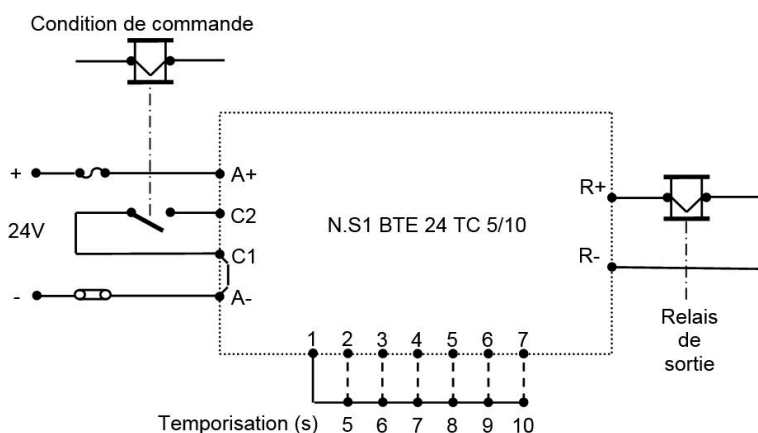 Condition de commande
+
A+
R+
C2
24V
N.S1 BTE 24 TC 5/10
C1
R-
-
A-
Relais
de
sortie
1 2 3 4 5 6 7
Temporisation (s) 5 6 7 8 9 10